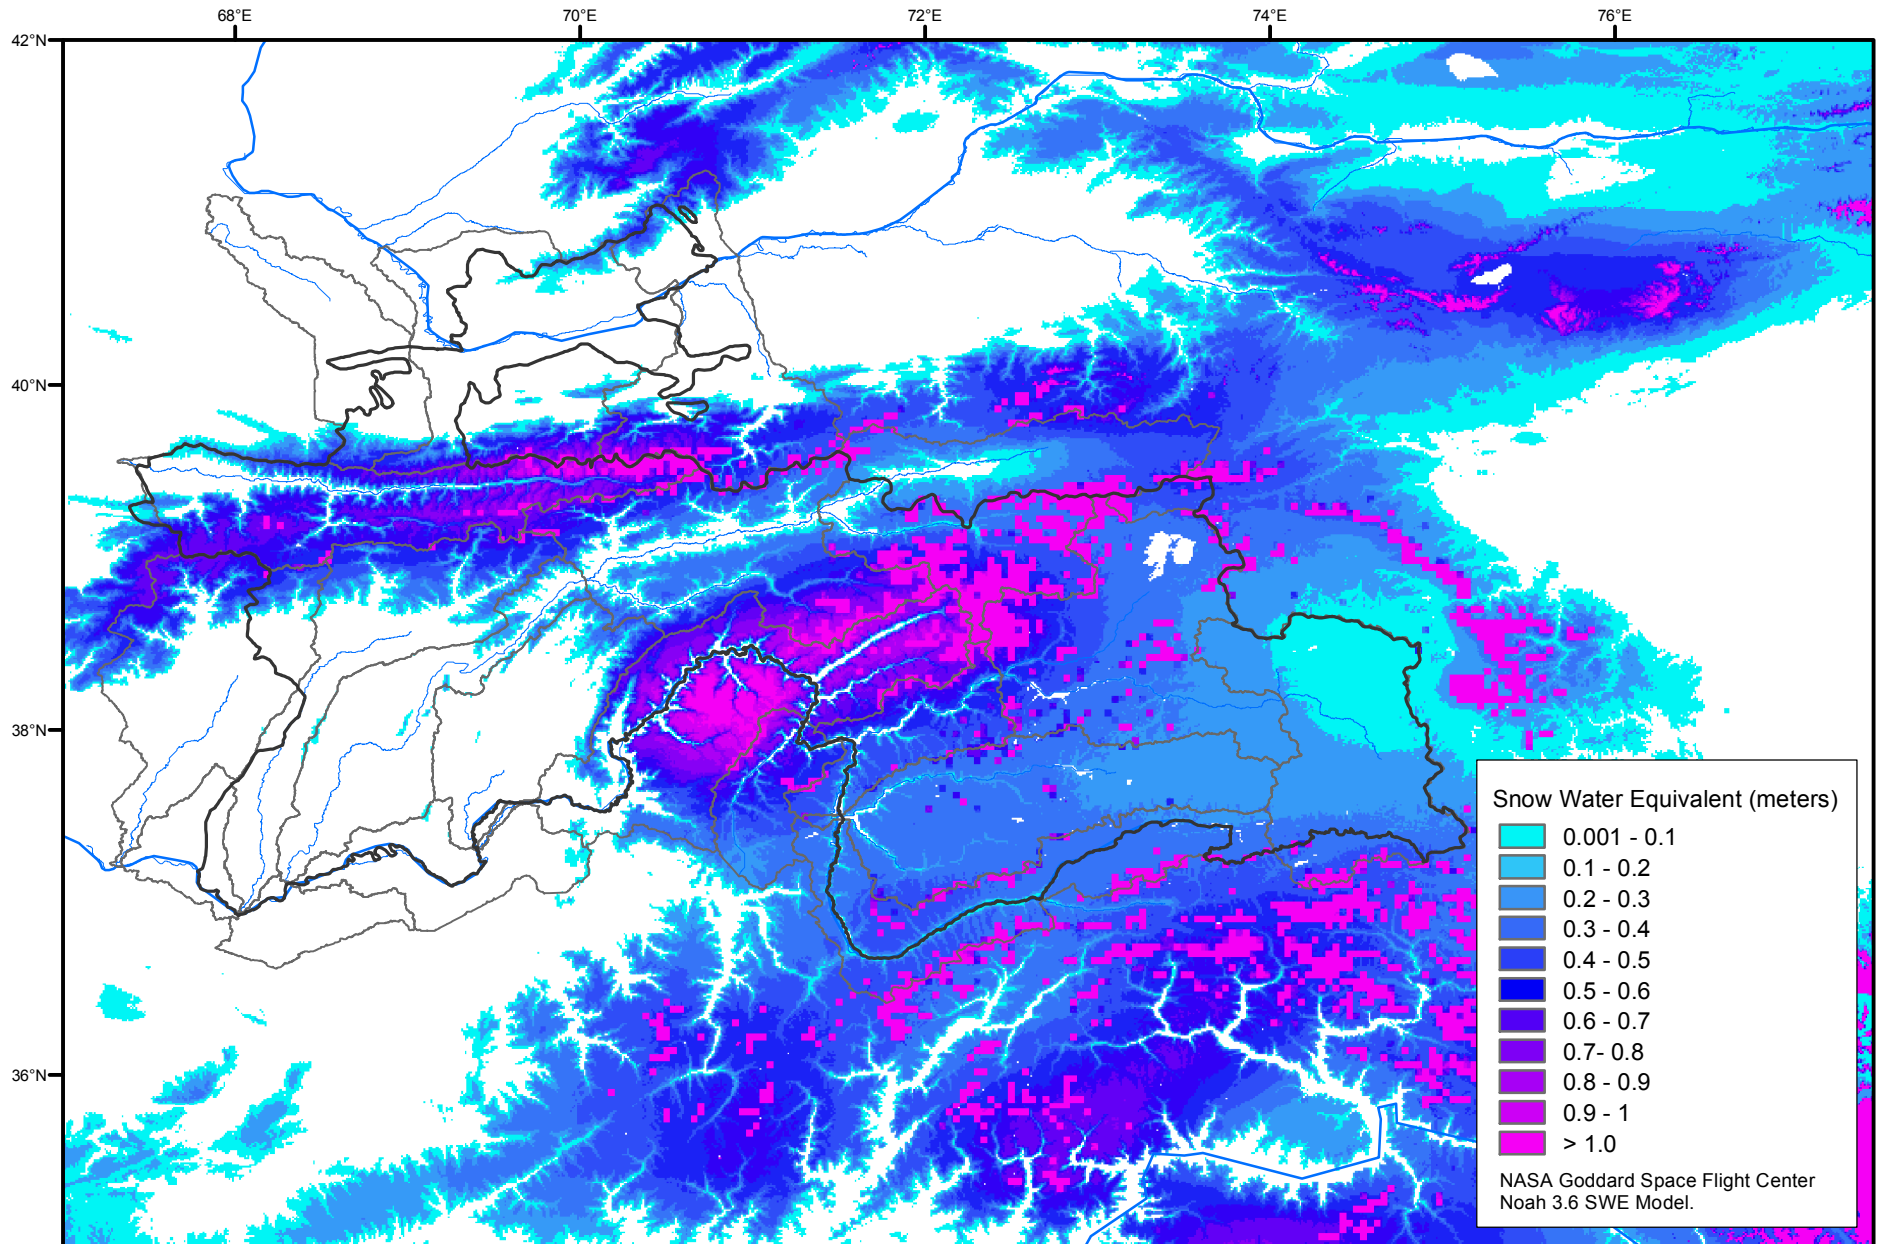 68°E 70°E 72°E 74°E 76°E
42°N
40°N
38°N
36°N
Snow Water Equivalent (meters)
0.001 - 0.1
0.1 - 0.2
0.2 - 0.3
0.3 - 0.4
0.4 - 0.5
0.5 - 0.6
0.6 - 0.7
0.7- 0.8
0.8 - 0.9
0.9 - 1
> 1.0
NASA Goddard Space Flight Center
Noah 3.6 SWE Model.